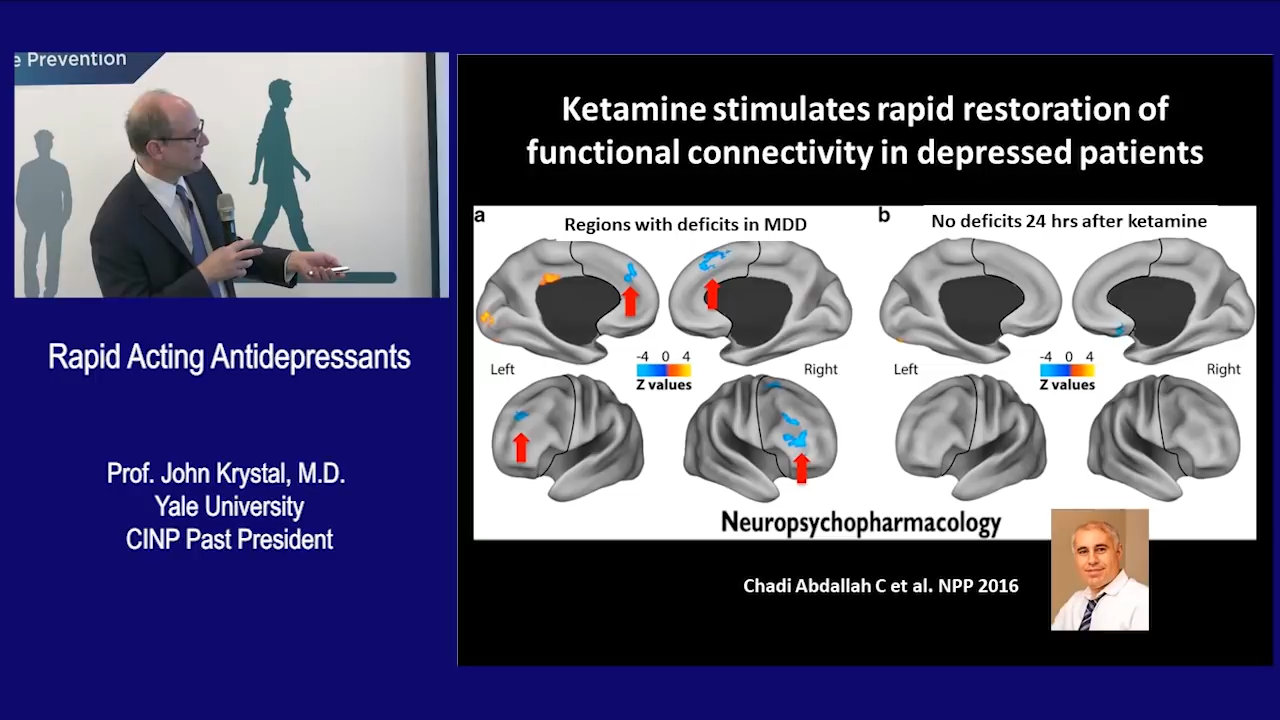 e Prevention
Rapid Acting Antidepressants
Prof. John Krystal, M.D.
Yale University
CINP Past President
Ketamine stimulates rapid restoration of
functional connectivity in depressed patients
a
Regions with deficits in MDD
b
No deficits 24 hrs after ketamine
-4 0 4
Z values
Left
Right
-4 0 4
Z values
Left
Right
Neuropsychopharmacology
Chadi Abdallah C et al. NPP 2016